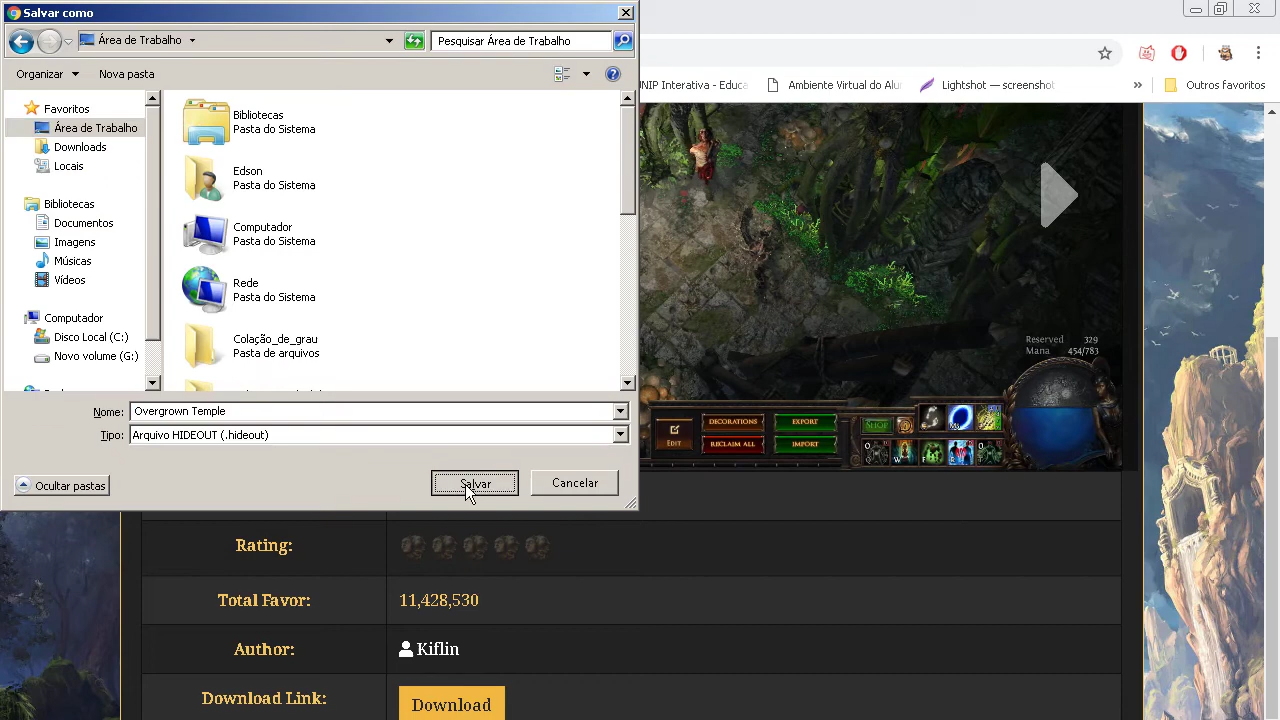 Salvar como
Área de Trabalho
Pesquisar Área de Trabalho
Organizar
Nova pasta
Favoritos
Área de Trabalho
Downloads
Locais
Bibliotecas
Documentos
Imagens
Músicas
Vídeos
Computador
Disco Local (C:)
Novo volume (G:)
Bibliotecas
Pasta do Sistema
Edson
Pasta do Sistema
Computador
Pasta do Sistema
Rede
Pasta do Sistema
Colação_de_grau
Pasta de arquivos
Nome: Overgrown Temple
Tipo: Arquivo HIDEOUT (.hideout)
Ocultar pastas
Salvar
Cancelar
NIP Interativa - Educa
Ambiente Virtual do Alu
Lightshot — screenshot
»
Outros favoritos
Reserved 329
Mana 454/783
EDIT
DECORATIONS
EXPORT
RECLAIM ALL
IMPORT
SHOP
Q W E R
Rating:
Total Favor: 11,428,530
Author: Kiflin
Download Link: Download